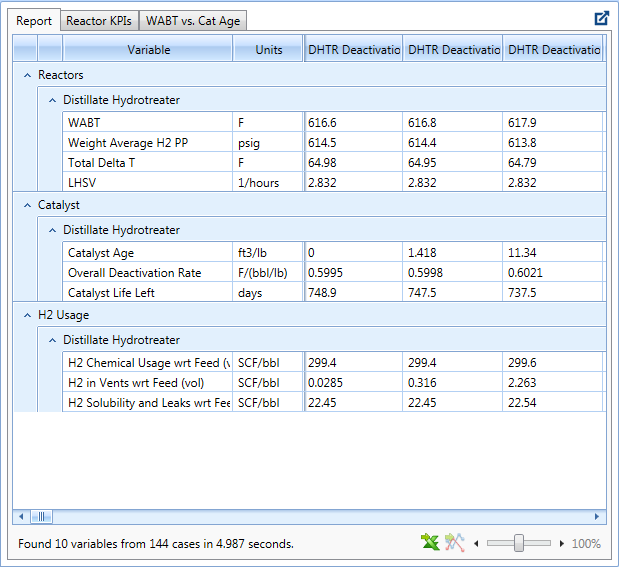 Report Reactor KPIs WABT vs. Cat Age
Variable Units DHTR Deactivatio DHTR Deactivatio DHTR Deactivatio
Reactors
Distillate Hydrotreater
WABT F 616.6 616.8 617.9
Weight Average H2 PP psig 614.5 614.4 613.8
Total Delta T F 64.98 64.95 64.79
LHSV 1/hours 2.832 2.832 2.832
Catalyst
Distillate Hydrotreater
Catalyst Age ft3/lb 0 1.418 11.34
Overall Deactivation Rate F/(bbl/lb) 0.5995 0.5998 0.6021
Catalyst Life Left days 748.9 747.5 737.5
H2 Usage
Distillate Hydrotreater
H2 Chemical Usage wrt Feed (v SCF/bbl 299.4 299.4 299.6
H2 in Vents wrt Feed (vol) SCF/bbl 0.0285 0.316 2.263
H2 Solubility and Leaks wrt Fee SCF/bbl 22.45 22.45 22.54
Found 10 variables from 144 cases in 4.987 seconds. 100%